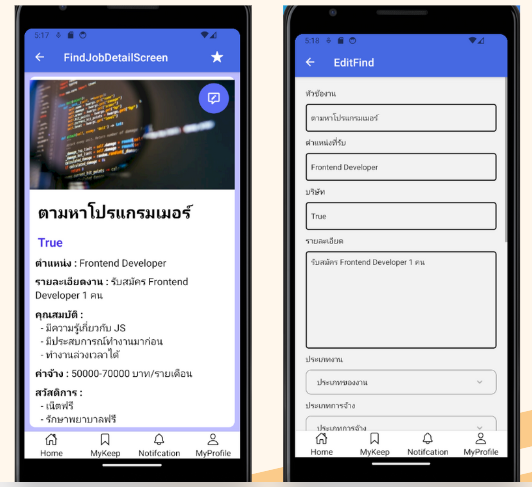 5:17
FindJobDetailScreen
ตามหาโปรแกรมเมอร์
True
ตำแหน่ง : Frontend Developer
รายละเอียดงาน : รับสมัคร Frontend
Developer 1 คน
คุณสมบัติ :
- มีความรู้เกี่ยวกับ JS
- มีประสบการณ์ทำงานมาก่อน
- ทำงานล่วงเวลาได้
ค่าจ้าง : 50000-70000 บาท/รายเดือน
สวัสดิการ :
- เน็ตฟรี
- รักษาพยาบาลฟรี
Home MyKeep Notifcation MyProfile
5:18
EditFind
หัวข้องาน
ตามหาโปรแกรมเมอร์
ตำแหน่งที่รับ
Frontend Developer
บริษัท
True
รายละเอียด
รับสมัคร Frontend Developer 1 คน
ประเภทงาน
ประเภทของงาน
ประเภทการจ้าง
ประเภทการจ้าง
Home MyKeep Notifcation MyProfile